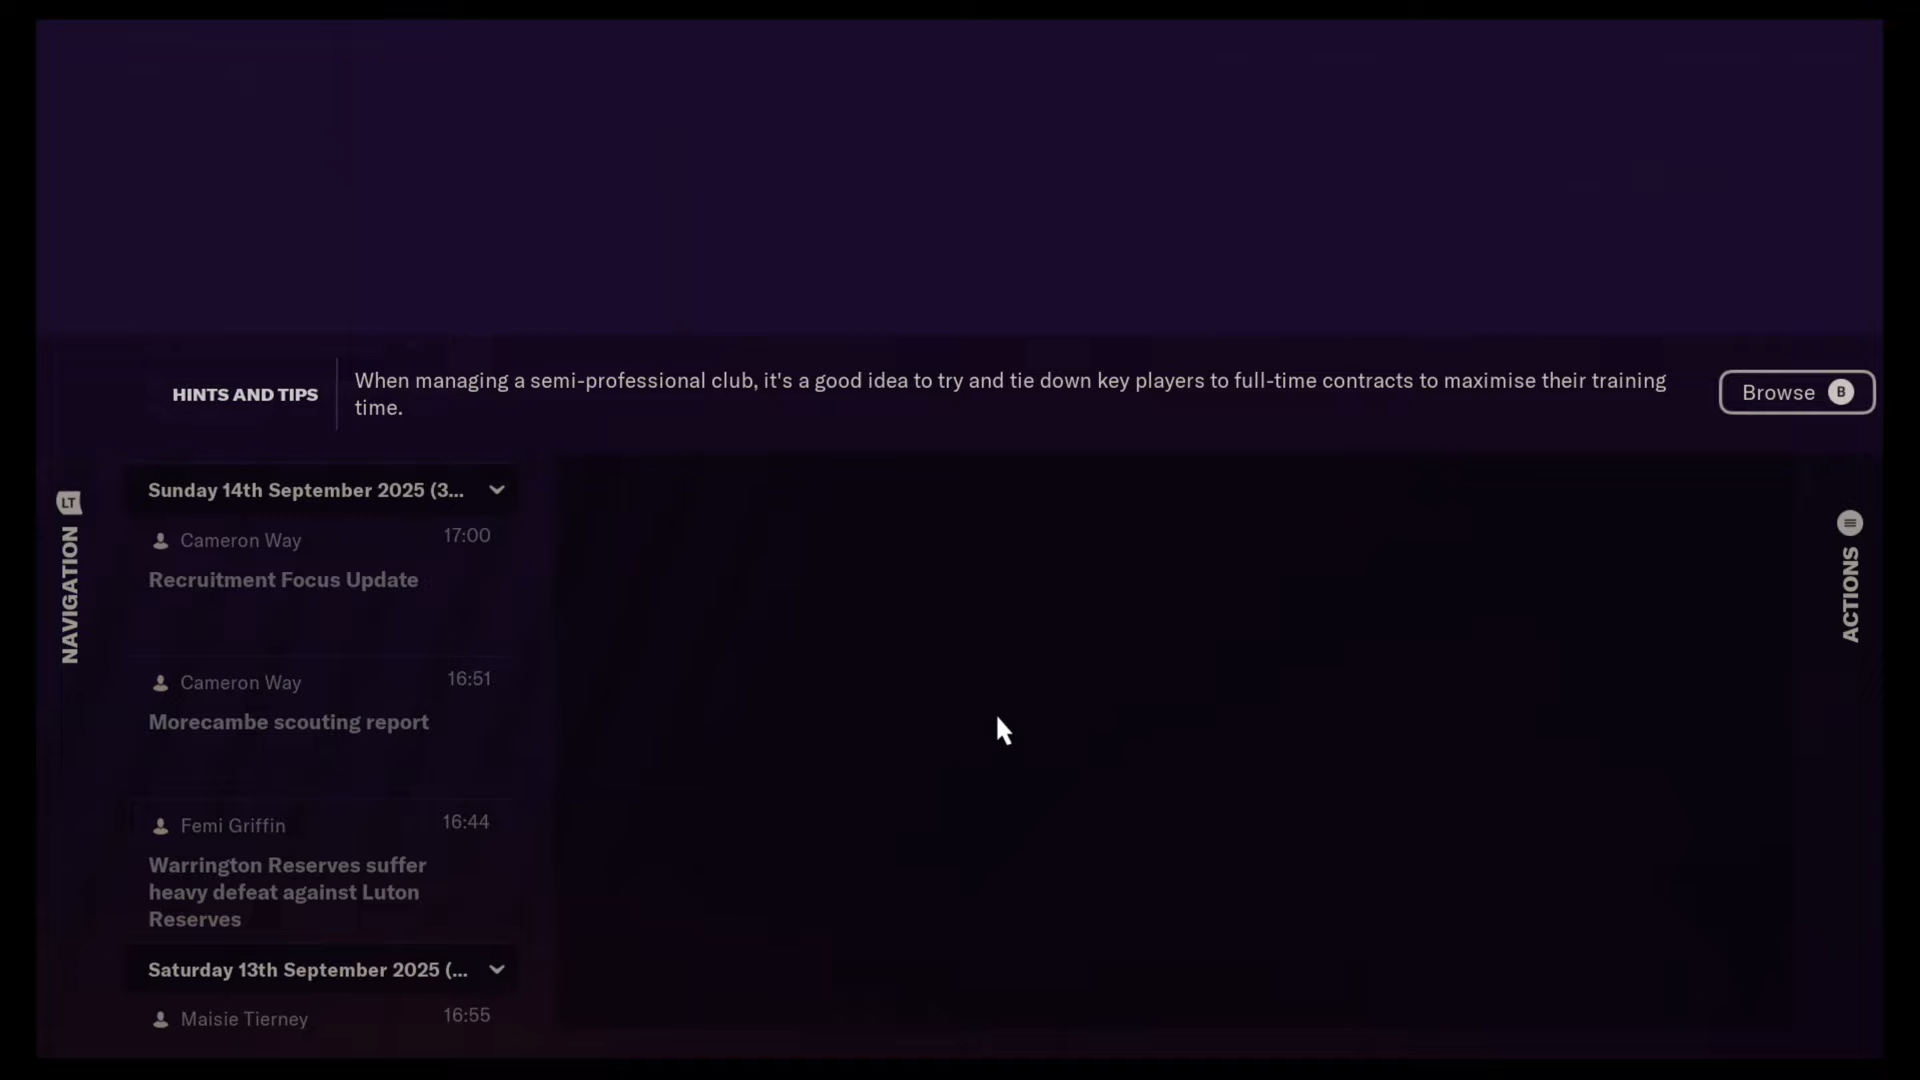 HINTS AND TIPS
When managing a semi-professional club, it's a good idea to try and tie down key players to full-time contracts to maximise their training
time.
Browse B
LT
NAVIGATION
ACTIONS
Sunday 14th September 2025 (3...
Cameron Way 17:00
Recruitment Focus Update
Cameron Way 16:51
Morecambe scouting report
Femi Griffin 16:44
Warrington Reserves suffer
heavy defeat against Luton
Reserves
Saturday 13th September 2025 (...
Maisie Tierney 16:55